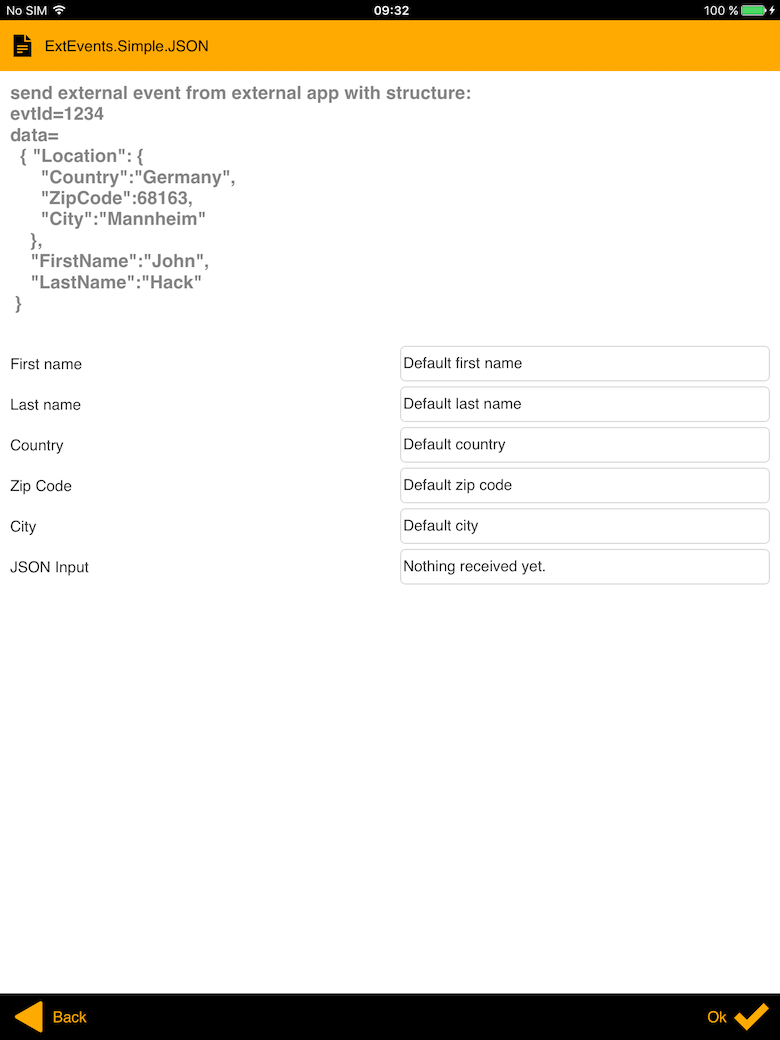 No SIM 09:32 100 %
ExtEvents.Simple.JSON
send external event from external app with structure:
evtId=1234
data=
{ "Location": {
"Country":"Germany",
"ZipCode":68163,
"City":"Mannheim"
},
"FirstName":"John",
"LastName":"Hack"
}
First name Default first name
Last name Default last name
Country Default country
Zip Code Default zip code
City Default city
JSON Input Nothing received yet.
Back Ok